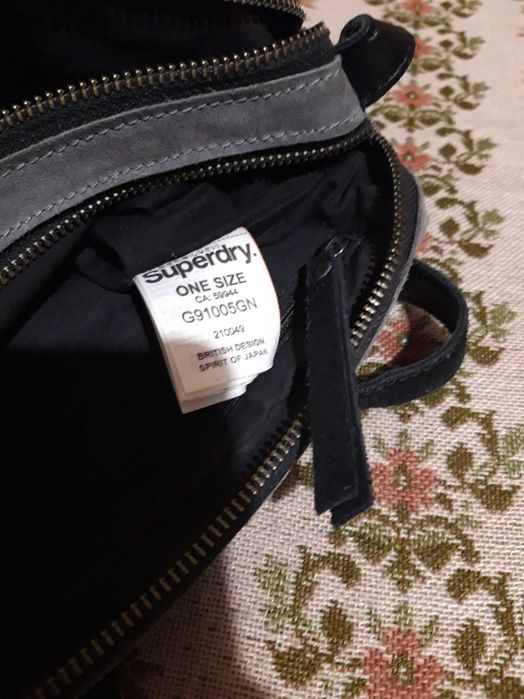 Superdry.
ONE SIZE
CA: 59944
G91005GN
210049
BRITISH DESIGN
SPIRIT OF JAPAN